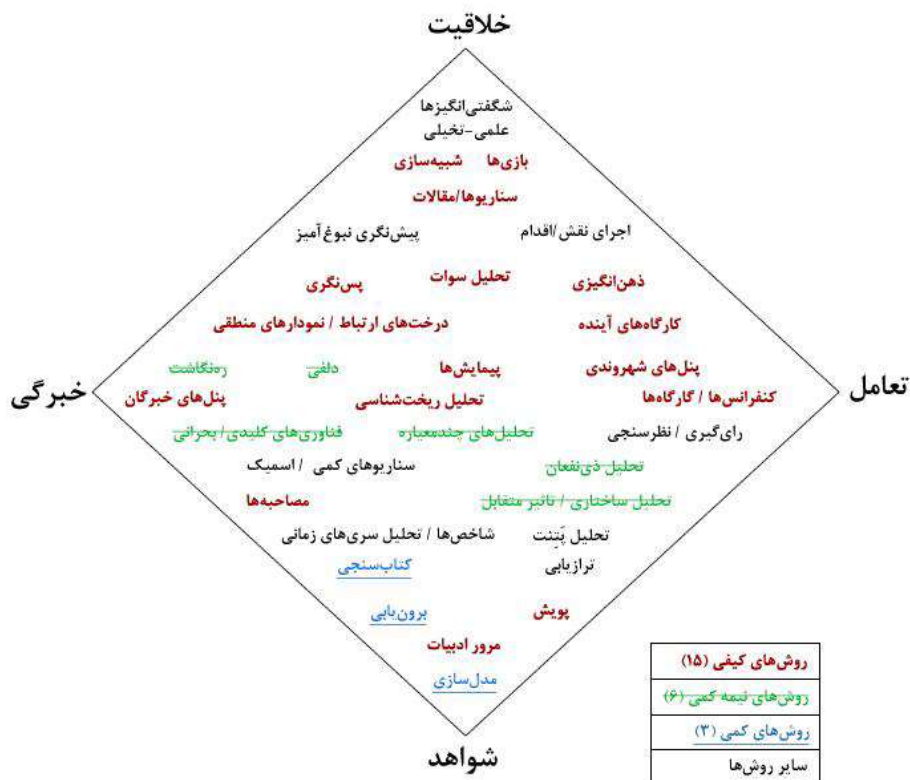 خلاقیت
شگفتی‌انگیزها
علمی-تخیلی
بازی‌ها شبیه‌سازی
سناریوها/مقالات
اجرای نقش/اقدام پیش‌نگری نبوغ‌آمیز
ذهن‌انگیزی تحلیل سوات پس‌نگری
کارگاه‌های آینده درخت‌های ارتباط / نمودارهای منطقی
پنل‌های شهروندی پیمایش‌ها دلفی ره‌نگاشت
تعامل کنفرانس‌ها / گارگاه‌ها تحلیل ریخت‌شناسی پنل‌های خبرگان خبرگی
رای‌گیری / نظرسنجی تحلیل‌های چندمعیاره فناوری‌های کلیدی / بحرانی
تحلیل ذی‌نفعان سناریوهای کمی / اسمیک
تحلیل ساختاری / تاثیر متقابل مصاحبه‌ها
تحلیل پَتِنت شاخص‌ها / تحلیل سری‌های زمانی
ترازیابی کتاب‌سنجی
پویش برون‌یابی
مرور ادبیات
مدل‌سازی
شواهد
روش‌های کیفی (۱۵)
روش‌های نیمه کمی (۶)
روش‌های کمی (۳)
سایر روش‌ها